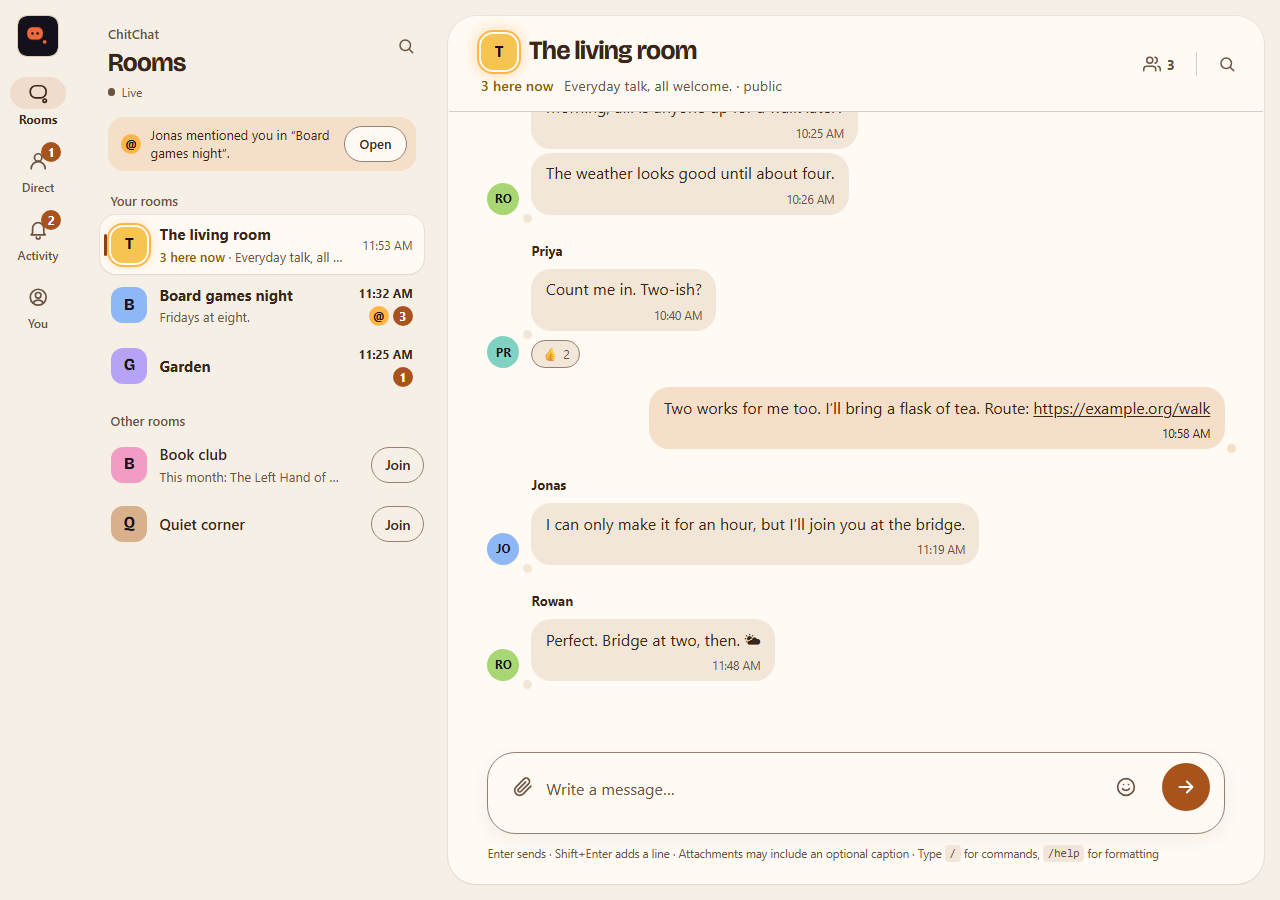 ChitChat
Rooms
Live
Rooms
1
Direct
2
Activity
You
@
Jonas mentioned you in “Board
games night”.
Open
Your rooms
T
The living room
11:53 AM
3 here now · Everyday talk, all ...
B
Board games night
11:32 AM
Fridays at eight.
@
3
G
Garden
11:25 AM
1
Other rooms
B
Book club
This month: The Left Hand of ...
Join
Q
Quiet corner
Join
T
The living room
3 here now Everyday talk, all welcome. · public
3
10:25 AM
The weather looks good until about four.
10:26 AM
RO
Priya
Count me in. Two-ish?
10:40 AM
PR
👍 2
Two works for me too. I’ll bring a flask of tea. Route: https://example.org/walk
10:58 AM
Jonas
I can only make it for an hour, but I’ll join you at the bridge.
11:19 AM
JO
Rowan
Perfect. Bridge at two, then. 🌥
11:48 AM
RO
Write a message...
Enter sends · Shift+Enter adds a line · Attachments may include an optional caption · Type / for commands, /help for formatting